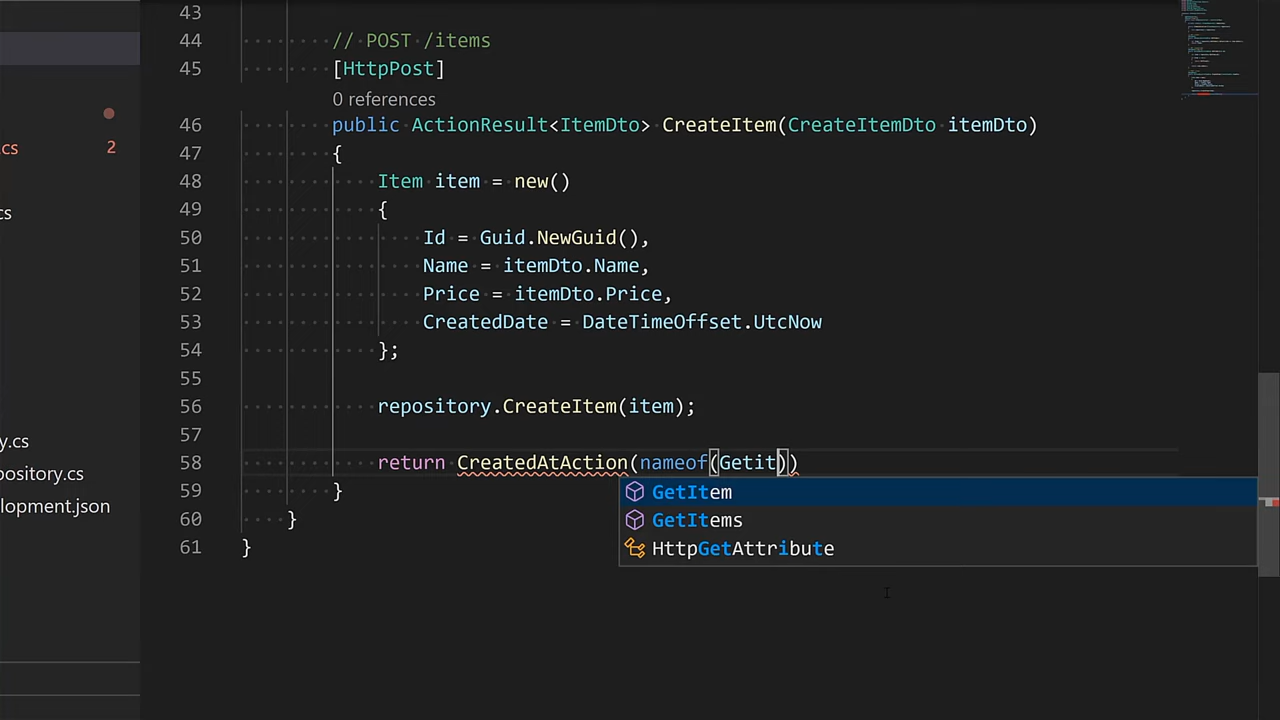 43
44 // POST /items
45 [HttpPost]
0 references
46 public ActionResult<ItemDto> CreateItem(CreateItemDto itemDto)
cs 2
47 {
48 Item item = new()
cs
49 {
50 Id = Guid.NewGuid(),
51 Name = itemDto.Name,
52 Price = itemDto.Price,
53 CreatedDate = DateTimeOffset.UtcNow
54 };
55
56 repository.CreateItem(item);
57
y.cs
58 return CreatedAtAction(nameof(Getit))
pository.cs
GetItem
59 }
opment.json
GetItems
60 }
HttpGetAttribute
61 }